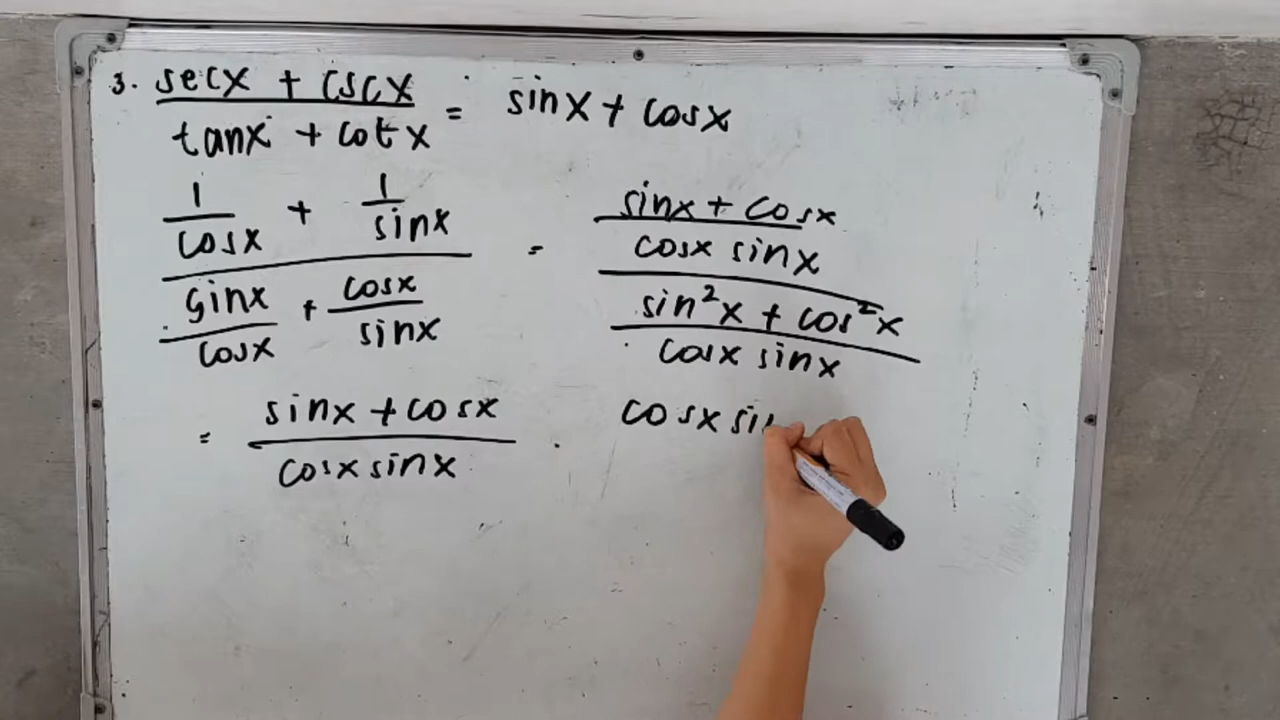 3. secx + cscx / tanx + cotx = sinx + cosx
1/cosx + 1/sinx / sinx/cosx + cosx/sinx = sinx + cosx/cosx sinx / sin²x + cos²x/cosx sinx
= sinx + cosx / cosx sinx . cosx si